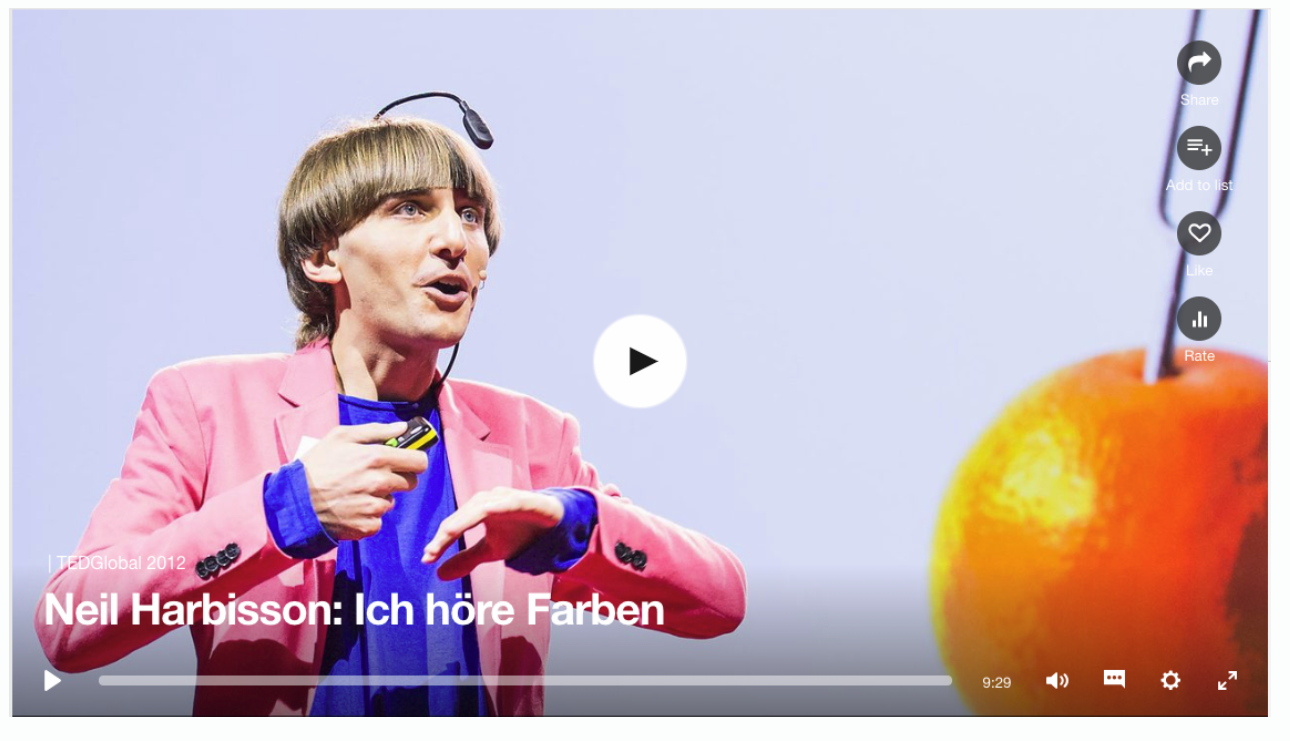 Share
Add to list
Like
Rate
| TEDGlobal 2012
Neil Harbisson: Ich höre Farben
9:29